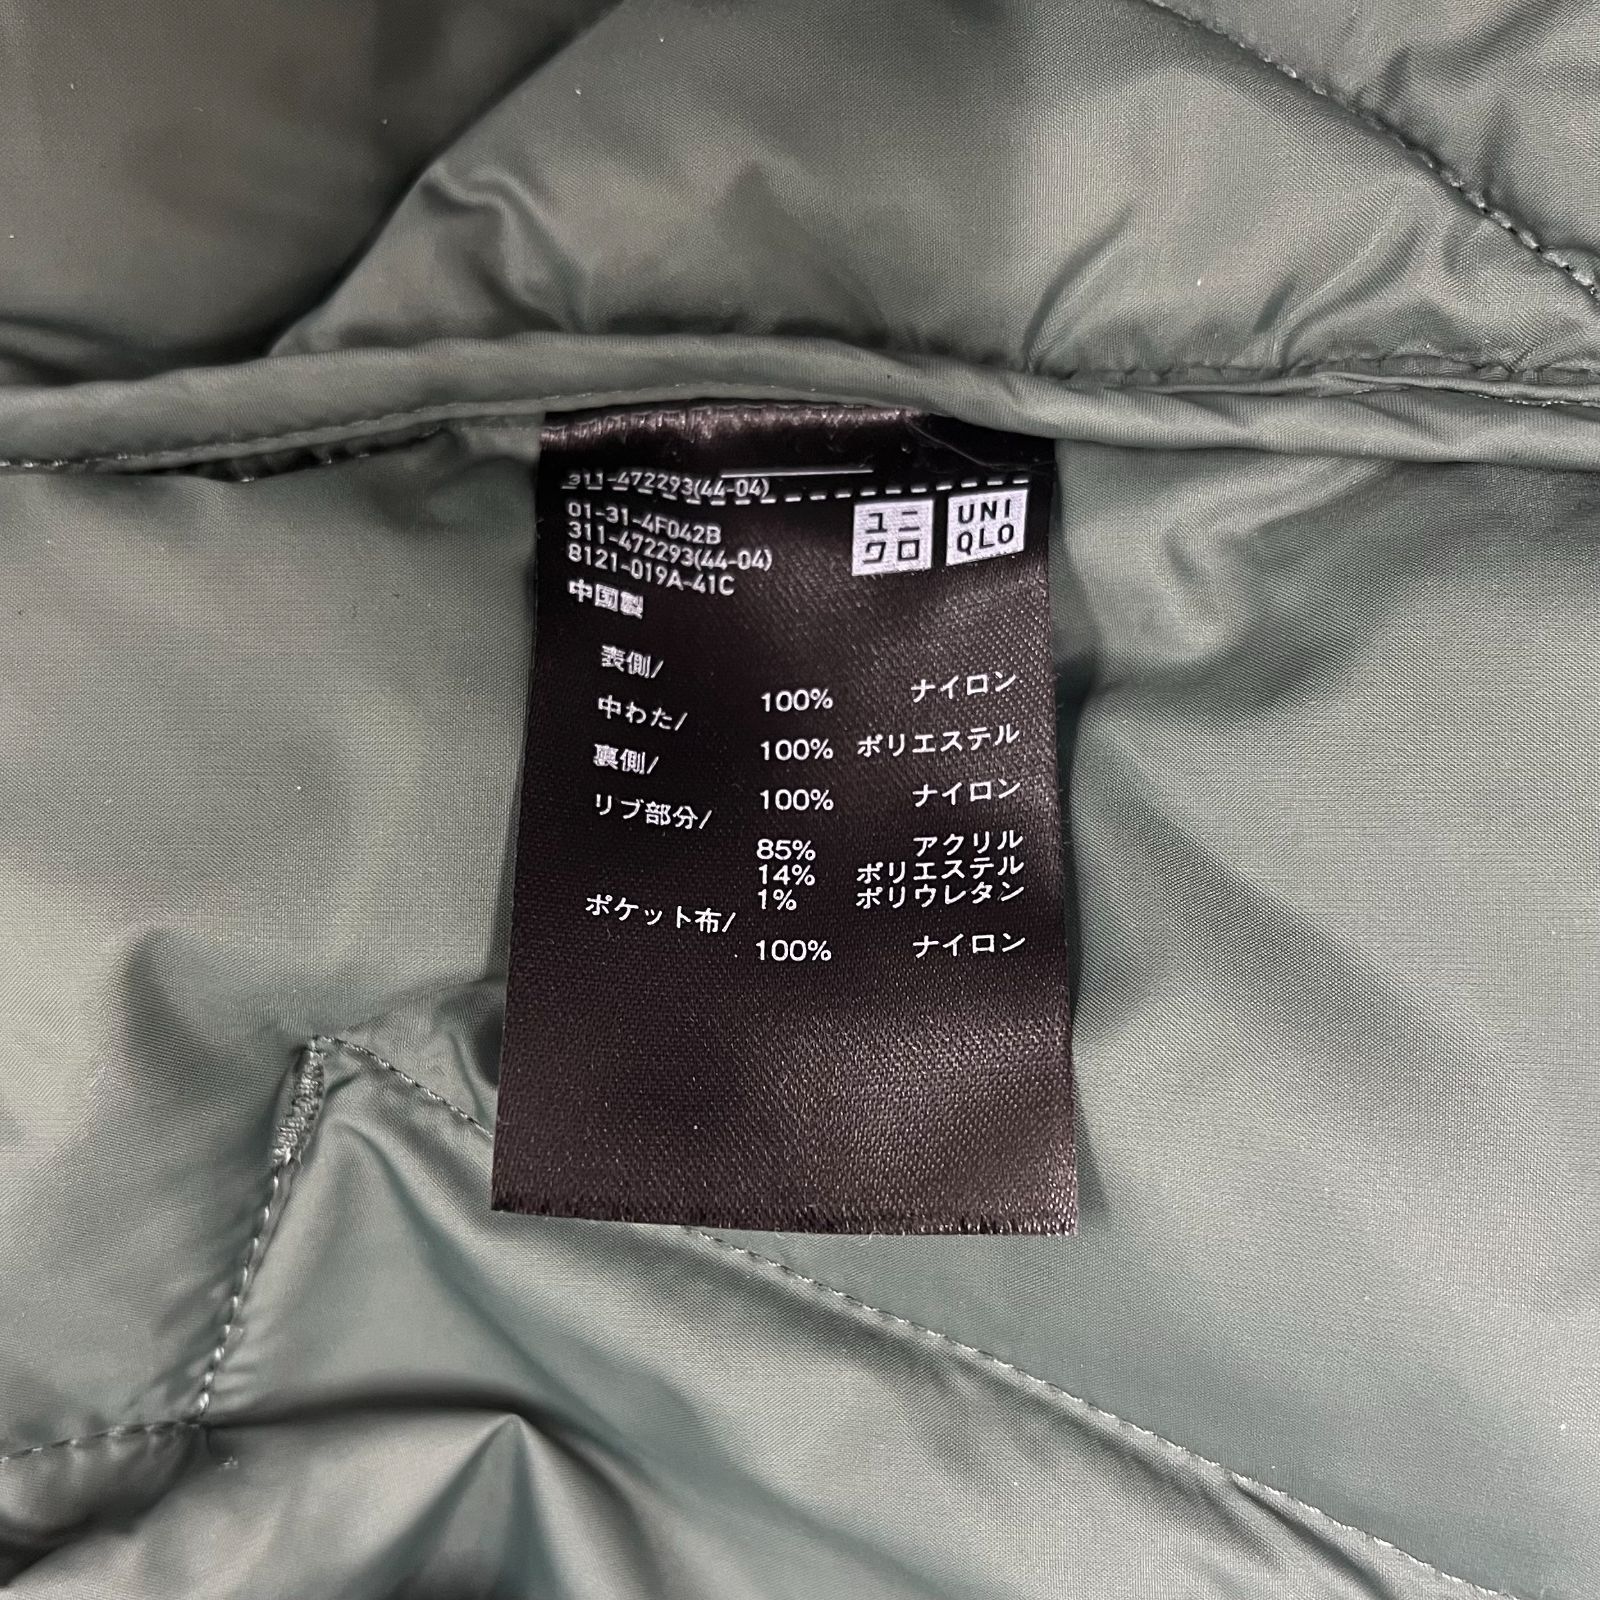 311-472293(44-04)
01-31-4F042B
311-472293(44-04)
8121-019A-41C
中国製
ユニ
クロ
UNI
QLO
表側/
100% ナイロン
中わた/
100% ポリエステル
裏側/
100% ナイロン
リブ部分/
85% アクリル
14% ポリエステル
1% ポリウレタン
ポケット布/
100% ナイロン